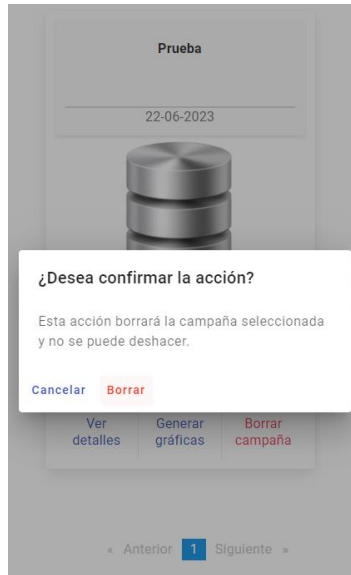 Prueba
22-06-2023
¿Desea confirmar la acción?
Esta acción borrará la campaña seleccionada
y no se puede deshacer.
Cancelar Borrar
Ver detalles
Generar gráficas
Borrar campaña
« Anterior 1 Siguiente »